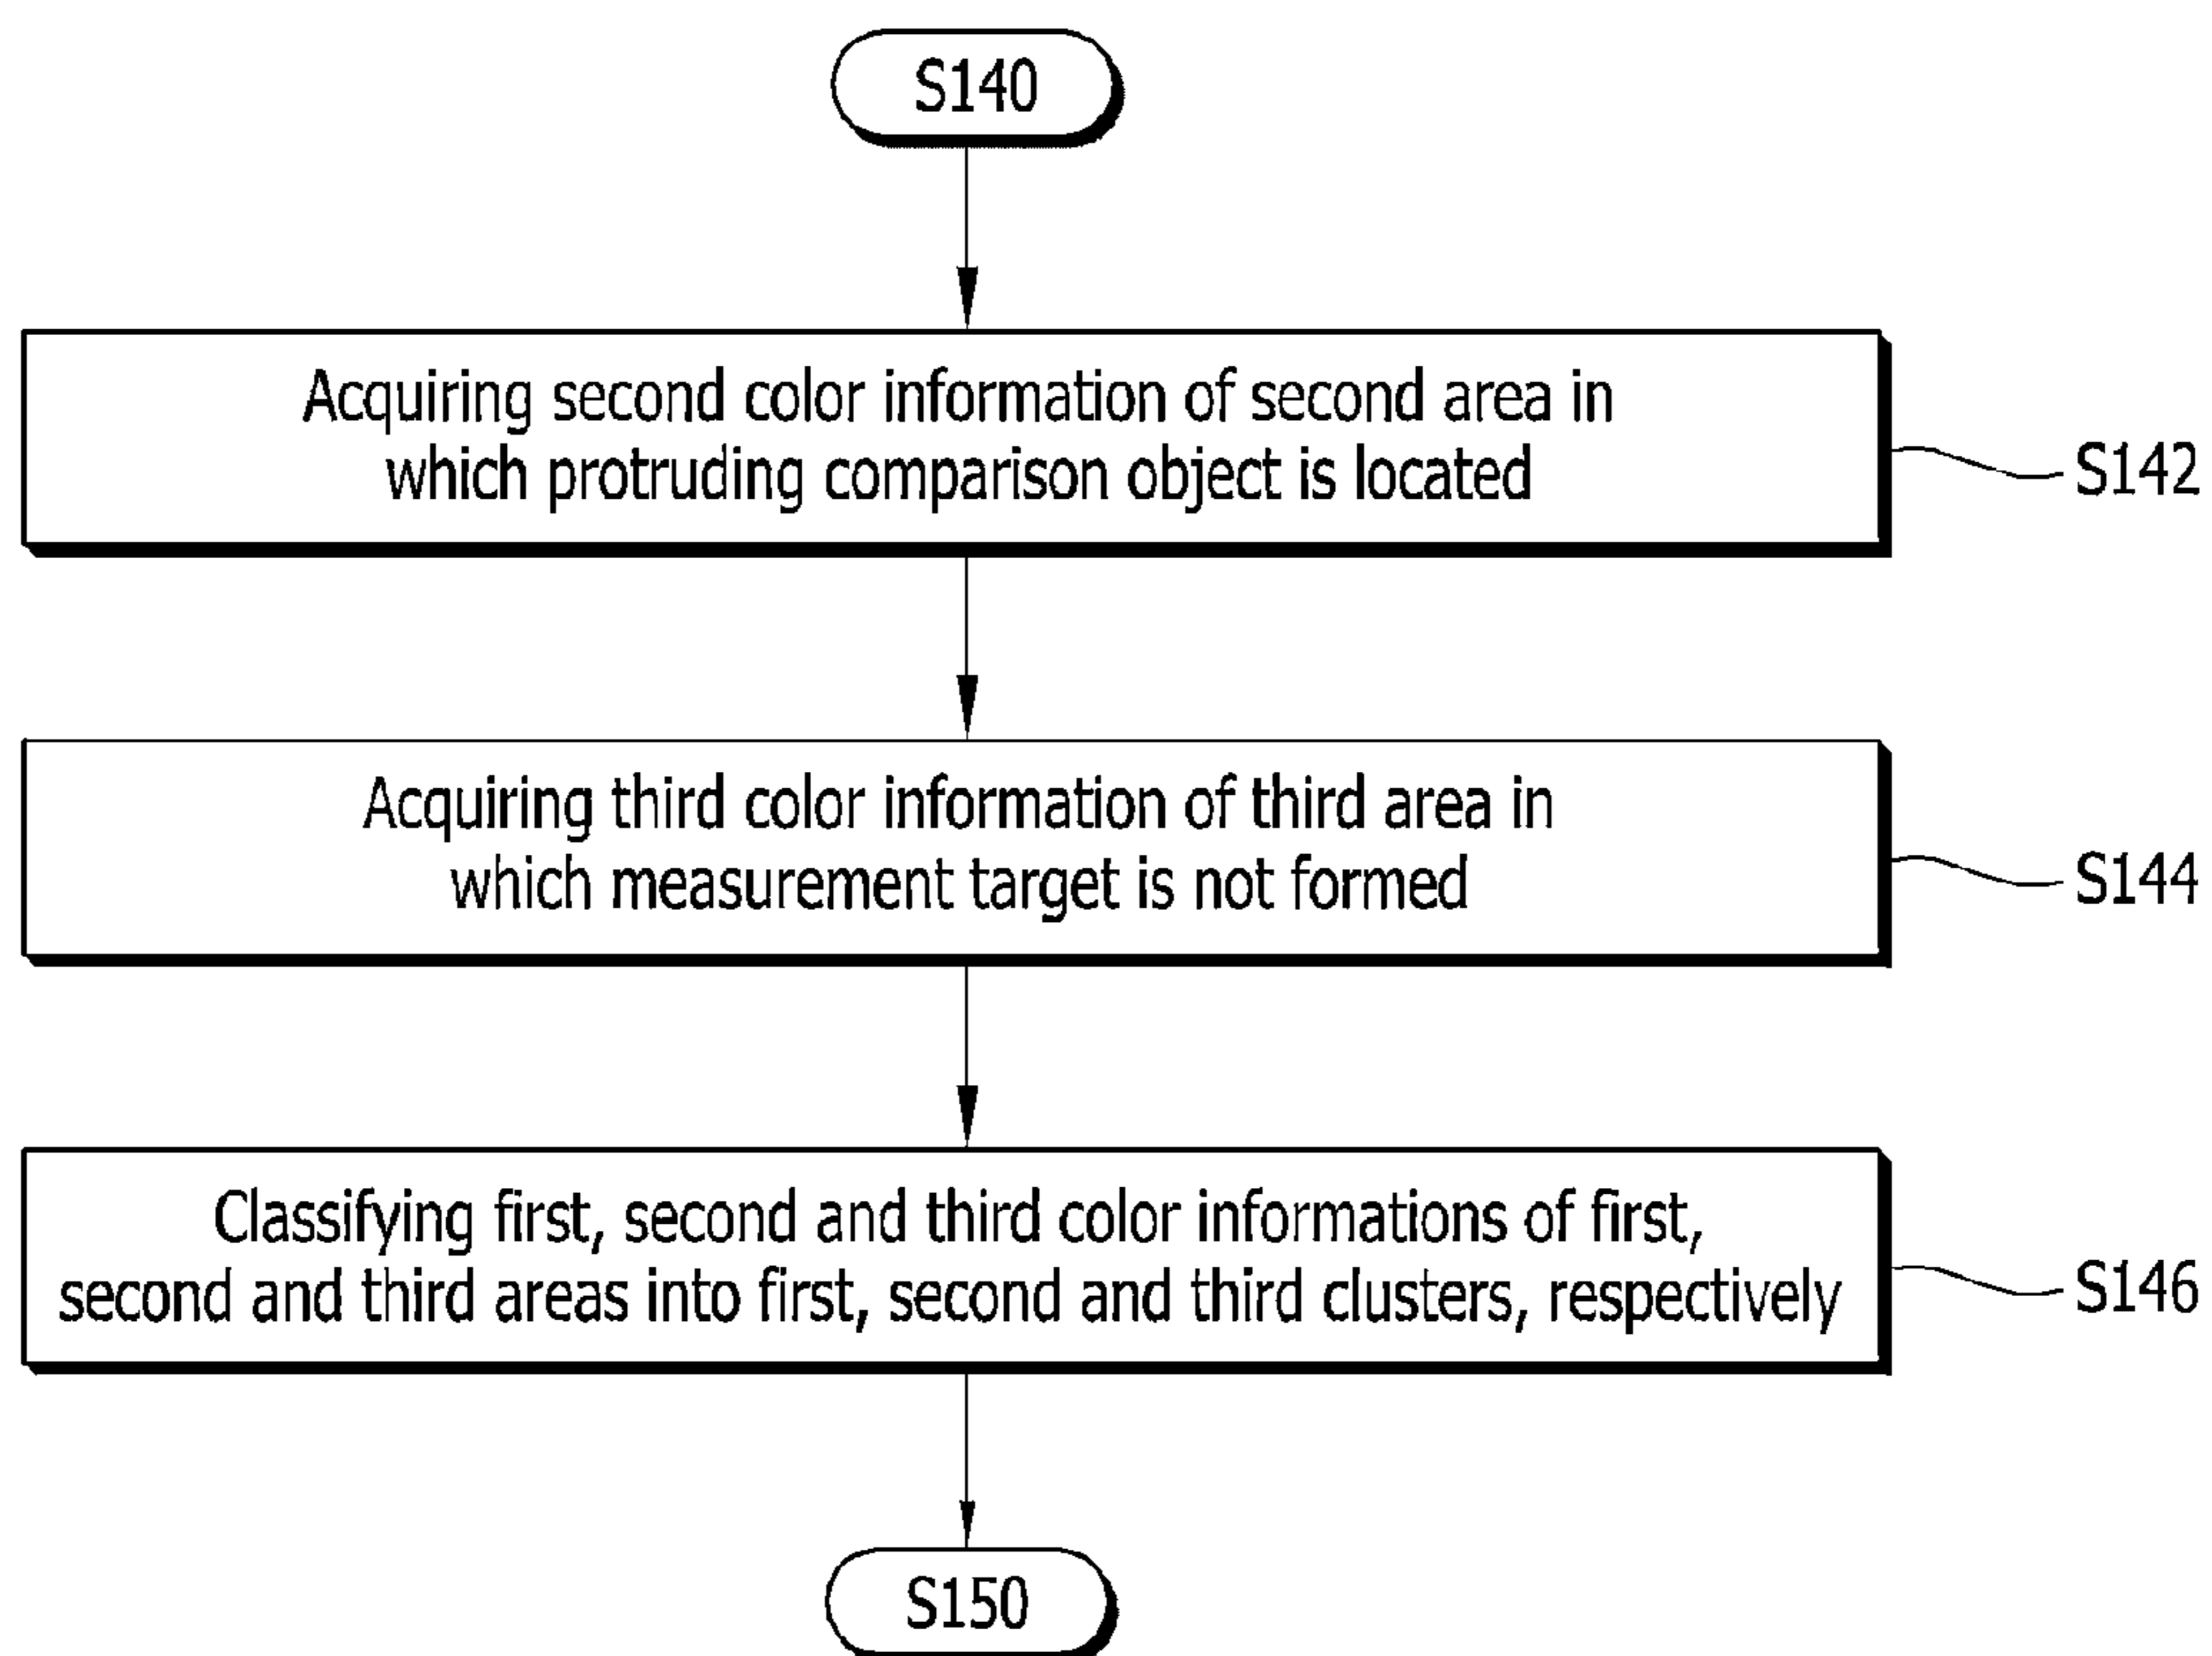 S140
Acquiring second color information of second area in
which protruding comparison object is located
S142
Acquiring third color information of third area in
which measurement target is not formed
S144
Classifying first, second and third color informations of first,
second and third areas into first, second and third clusters, respectively
S146
S150